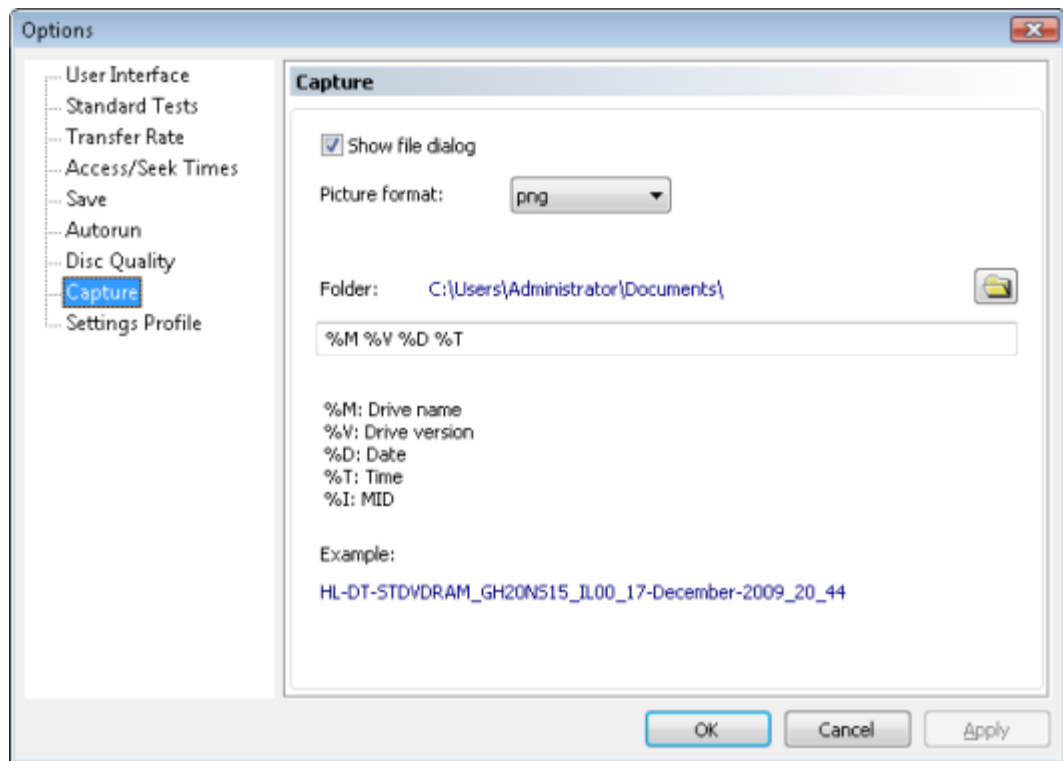 Options
User Interface
Standard Tests
Transfer Rate
Access/Seek Times
Save
Autorun
Disc Quality
Capture
Settings Profile
Capture
Show file dialog
Picture format: png
Folder: C:\Users\Administrator\Documents\
%M %V %D %T
%M: Drive name
%V: Drive version
%D: Date
%T: Time
%I: MID
Example:
HL-DT-STDVDRAM_GH20NS15_IL00_17-December-2009_20_44
OK Cancel Apply